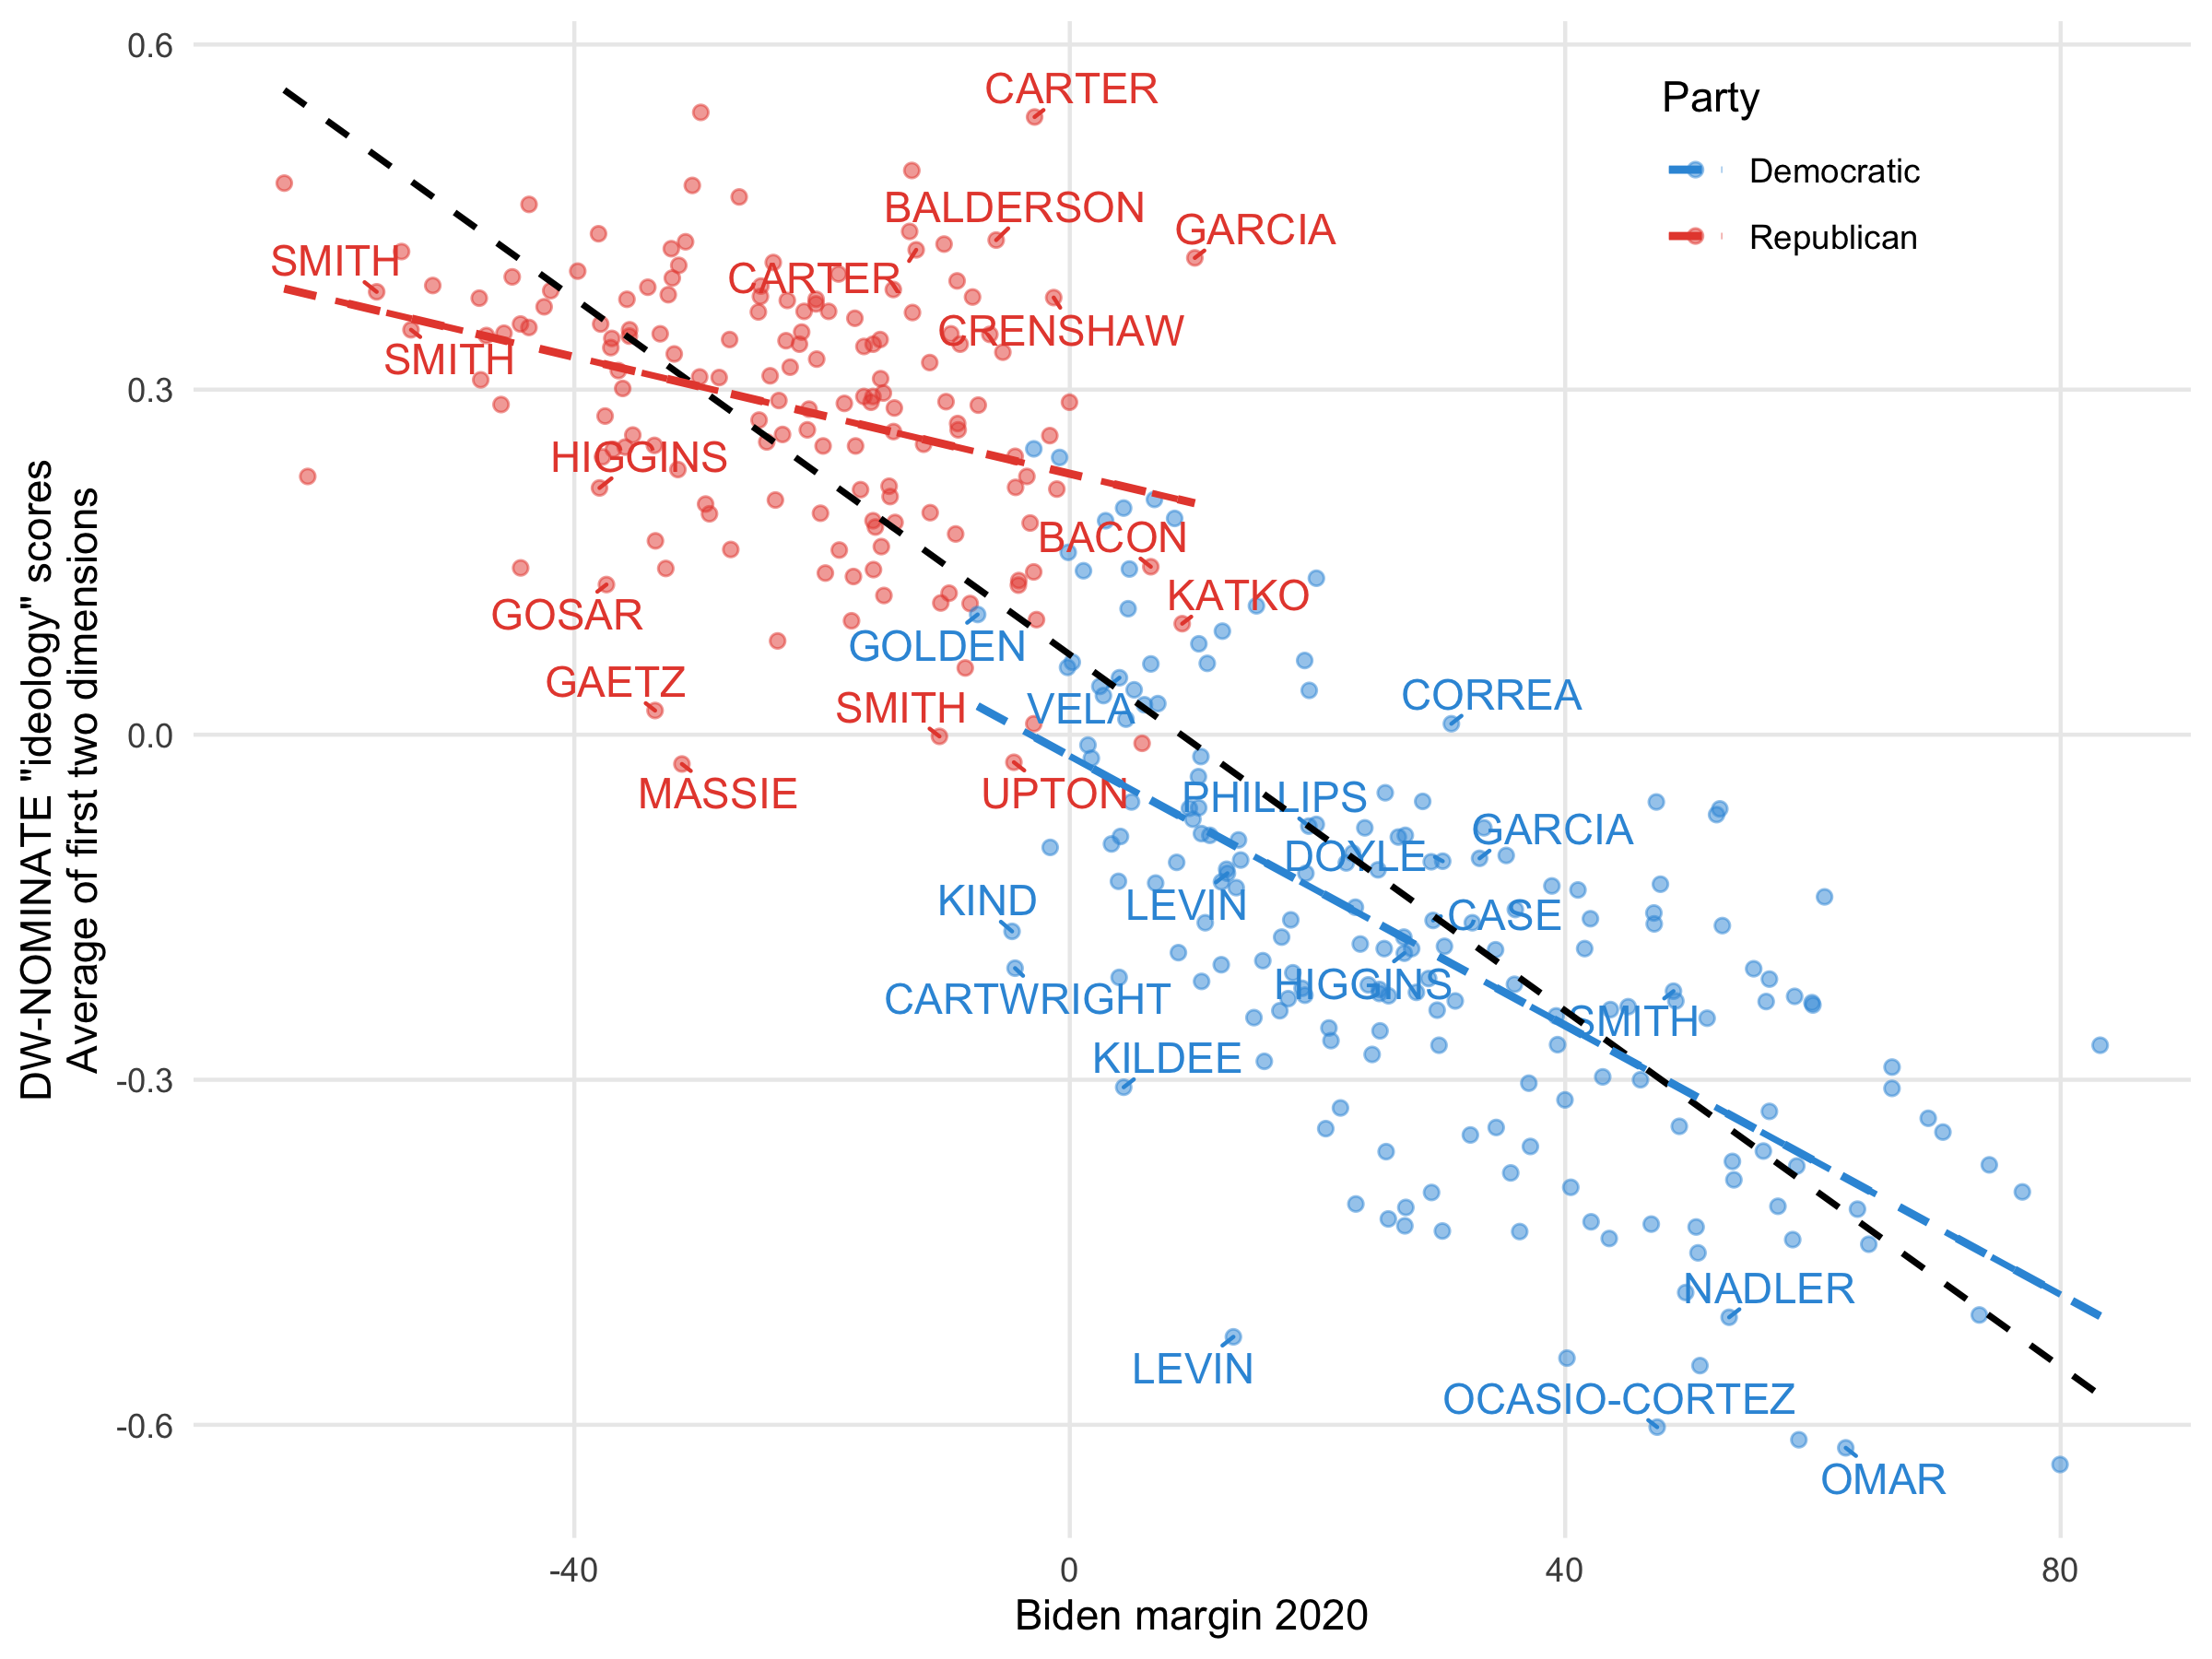 0.6
0.3
0.0
-0.3
-0.6
DW-NOMINATE "ideology" scores
Average of first two dimensions
CARTER
Party
Democratic
Republican
BALDERSON
GARCIA
SMITH
CARTER
CRENSHAW
SMITH
HIGGINS
BACON
GOSAR
KATKO
GOLDEN
GAETZ
CORREA
SMITH
VELA
MASSIE
UPTON
PHILLIPS
GARCIA
DOYLE
KIND
LEVIN
CASE
CARTWRIGHT
HIGGINS
SMITH
KILDEE
NADLER
LEVIN
OCASIO-CORTEZ
OMAR
-40
0
40
80
Biden margin 2020